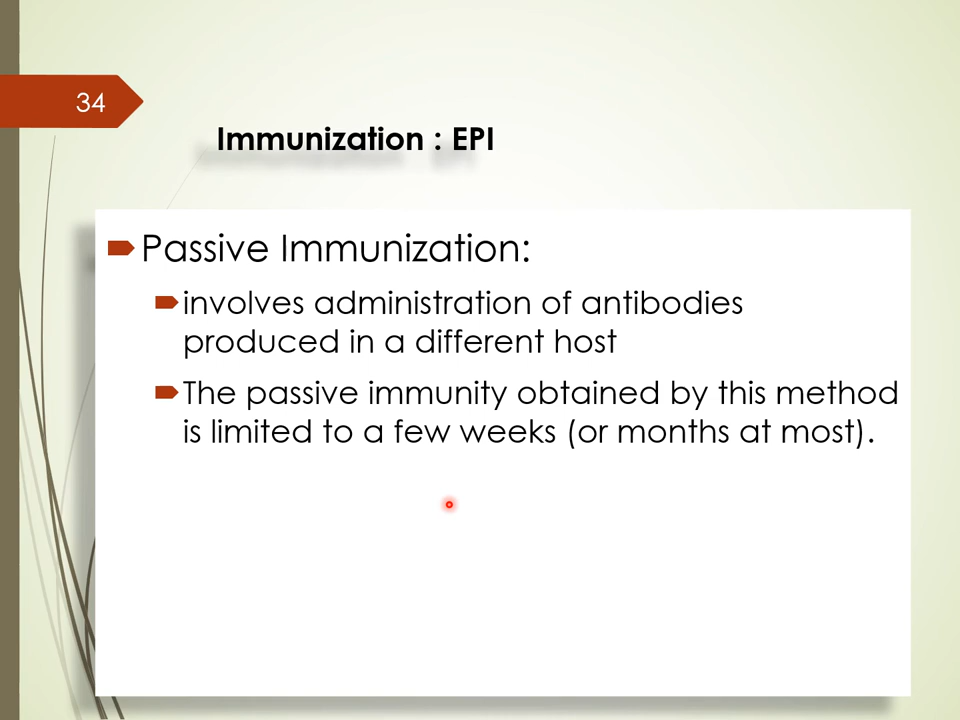 34
Immunization : EPI
Passive Immunization:
involves administration of antibodies
produced in a different host
The passive immunity obtained by this method
is limited to a few weeks (or months at most).